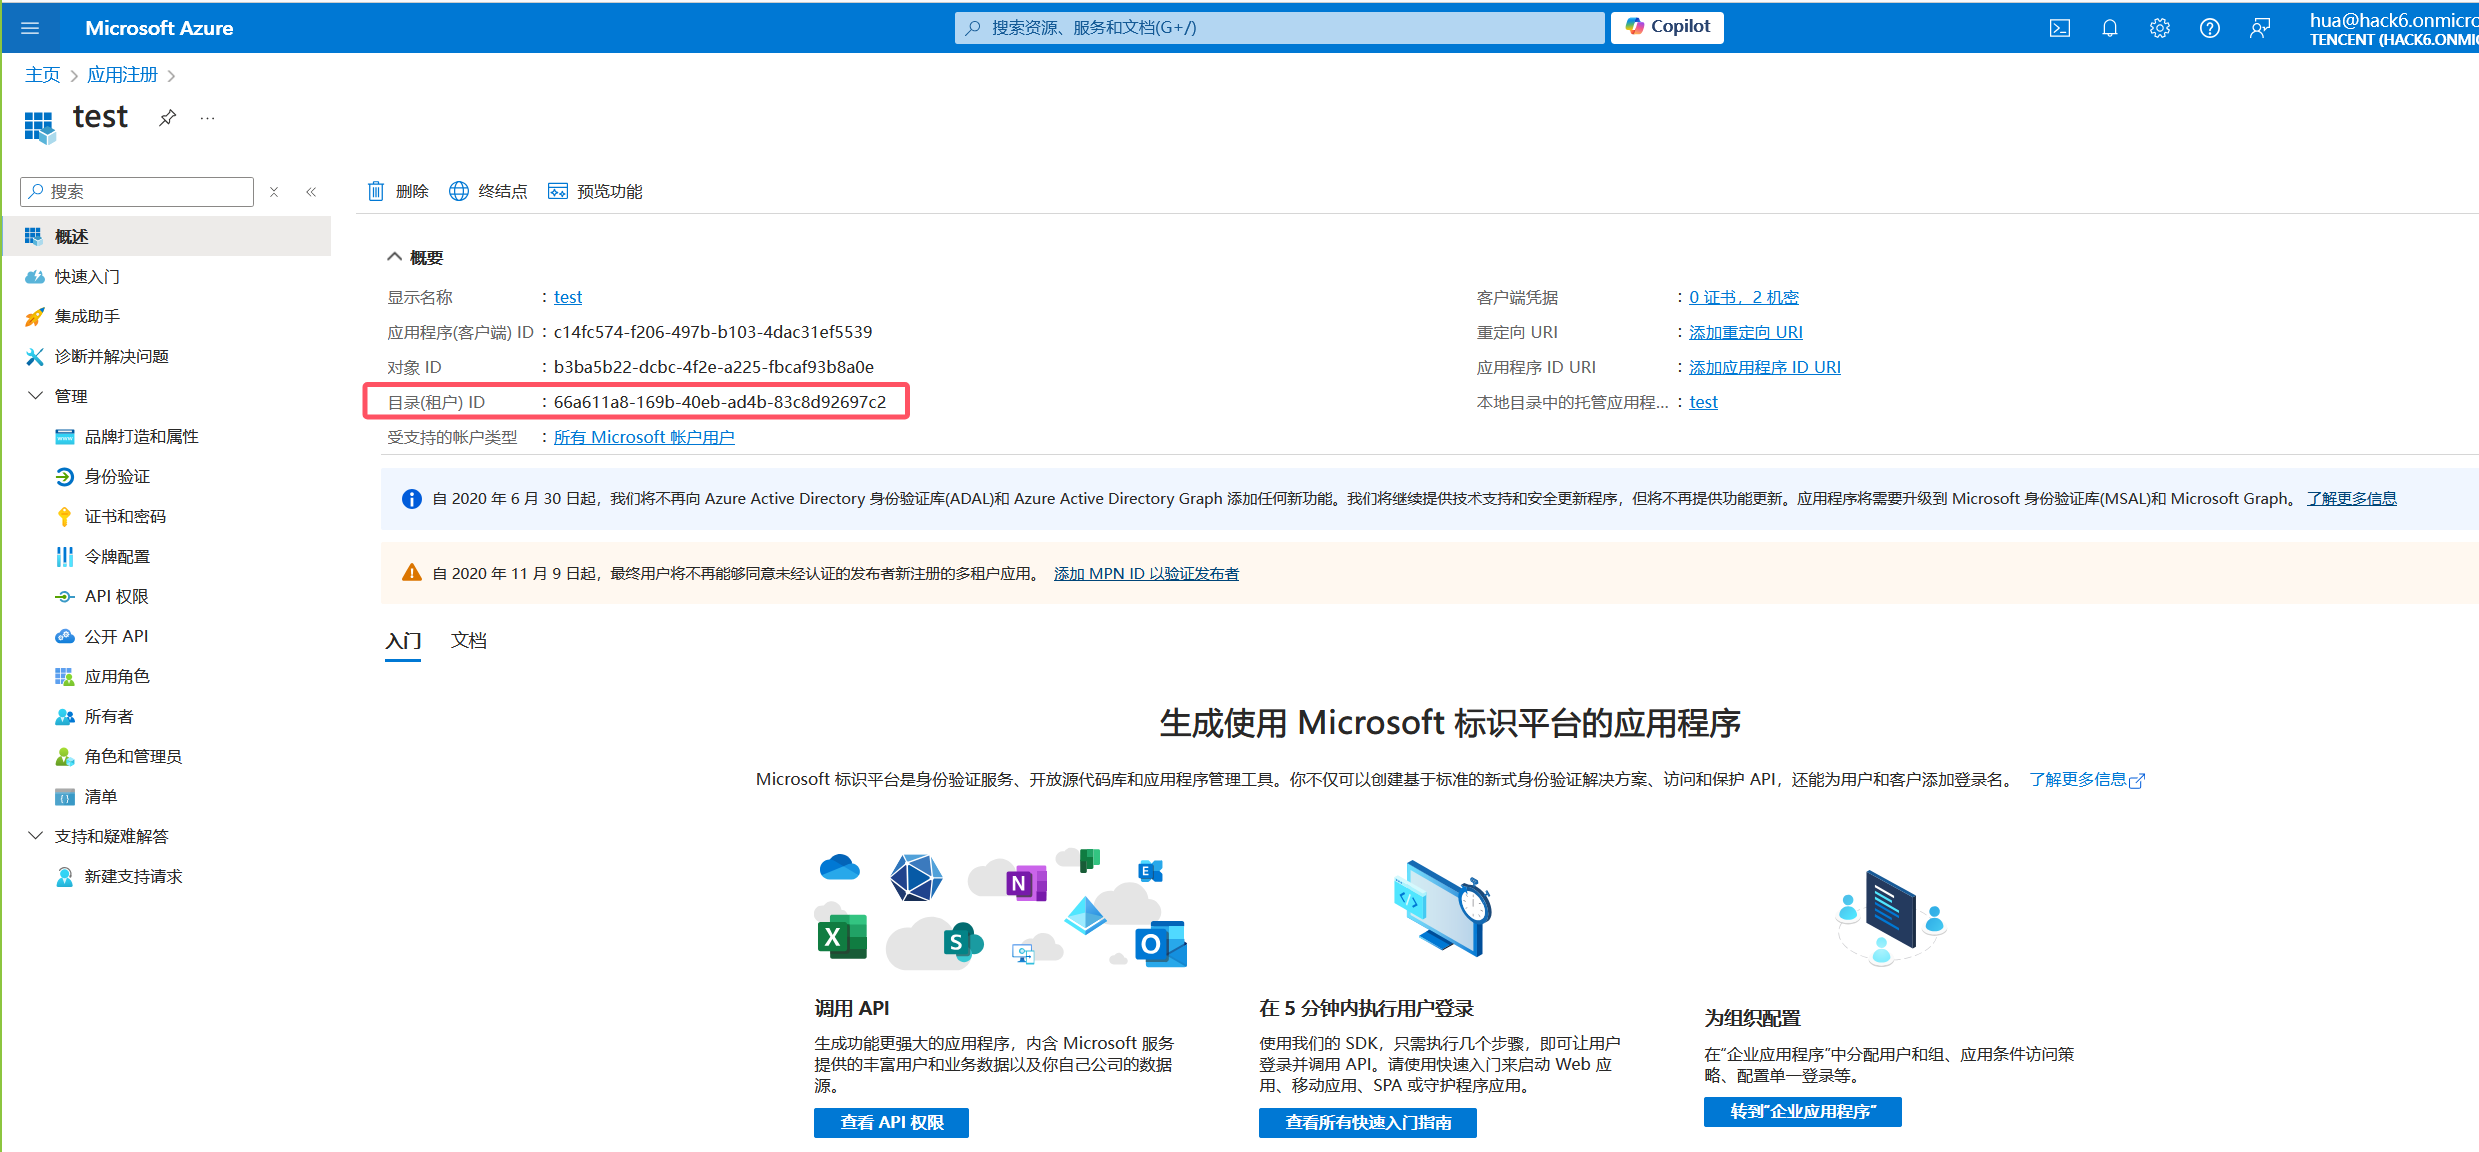 Microsoft Azure
搜索资源、服务和文档(G+/)
Copilot
hua@hack6.onmicro
TENCENT (HACK6.ONMIC
主页
应用注册
test
搜索
概述
快速入门
集成助手
诊断并解决问题
管理
品牌打造和属性
身份验证
证书和密码
令牌配置
API 权限
公开 API
应用角色
所有者
角色和管理员
清单
支持和疑难解答
新建支持请求
删除
终结点
预览功能
概要
显示名称 : test
应用程序(客户端) ID : c14fc574-f206-497b-b103-4dac31ef5539
对象 ID : b3ba5b22-dcbc-4f2e-a225-fbcaf93b8a0e
目录(租户) ID : 66a611a8-169b-40eb-ad4b-83c8d92697c2
受支持的帐户类型 : 所有 Microsoft 帐户用户
客户端凭据 : 0 证书，2 机密
重定向 URI : 添加重定向 URI
应用程序 ID URI : 添加应用程序 ID URI
本地目录中的托管应用程... : test
自 2020 年 6 月 30 日起，我们将不再向 Azure Active Directory 身份验证库(ADAL)和 Azure Active Directory Graph 添加任何新功能。我们将继续提供技术支持和安全更新程序，但将不再提供功能更新。应用程序将需要升级到 Microsoft 身份验证库(MSAL)和 Microsoft Graph。 了解更多信息
自 2020 年 11 月 9 日起，最终用户将不再能够同意未经认证的发布者新注册的多租户应用。 添加 MPN ID 以验证发布者
入门
文档
生成使用 Microsoft 标识平台的应用程序
Microsoft 标识平台是身份验证服务、开放源代码库和应用程序管理工具。你不仅可以创建基于标准的新式身份验证解决方案、访问和保护 API，还能为用户和客户添加登录名。 了解更多信息
N
E
X
S
O
调用 API
生成功能更强大的应用程序，内含 Microsoft 服务
提供的丰富用户和业务数据以及你自己公司的数据
源。
查看 API 权限
在 5 分钟内执行用户登录
使用我们的 SDK，只需执行几个步骤，即可让用户
登录并调用 API。请使用快速入门来启动 Web 应
用、移动应用、SPA 或守护程序应用。
查看所有快速入门指南
为组织配置
在“企业应用程序”中分配用户和组、应用条件访问策
略、配置单一登录等。
转到“企业应用程序”